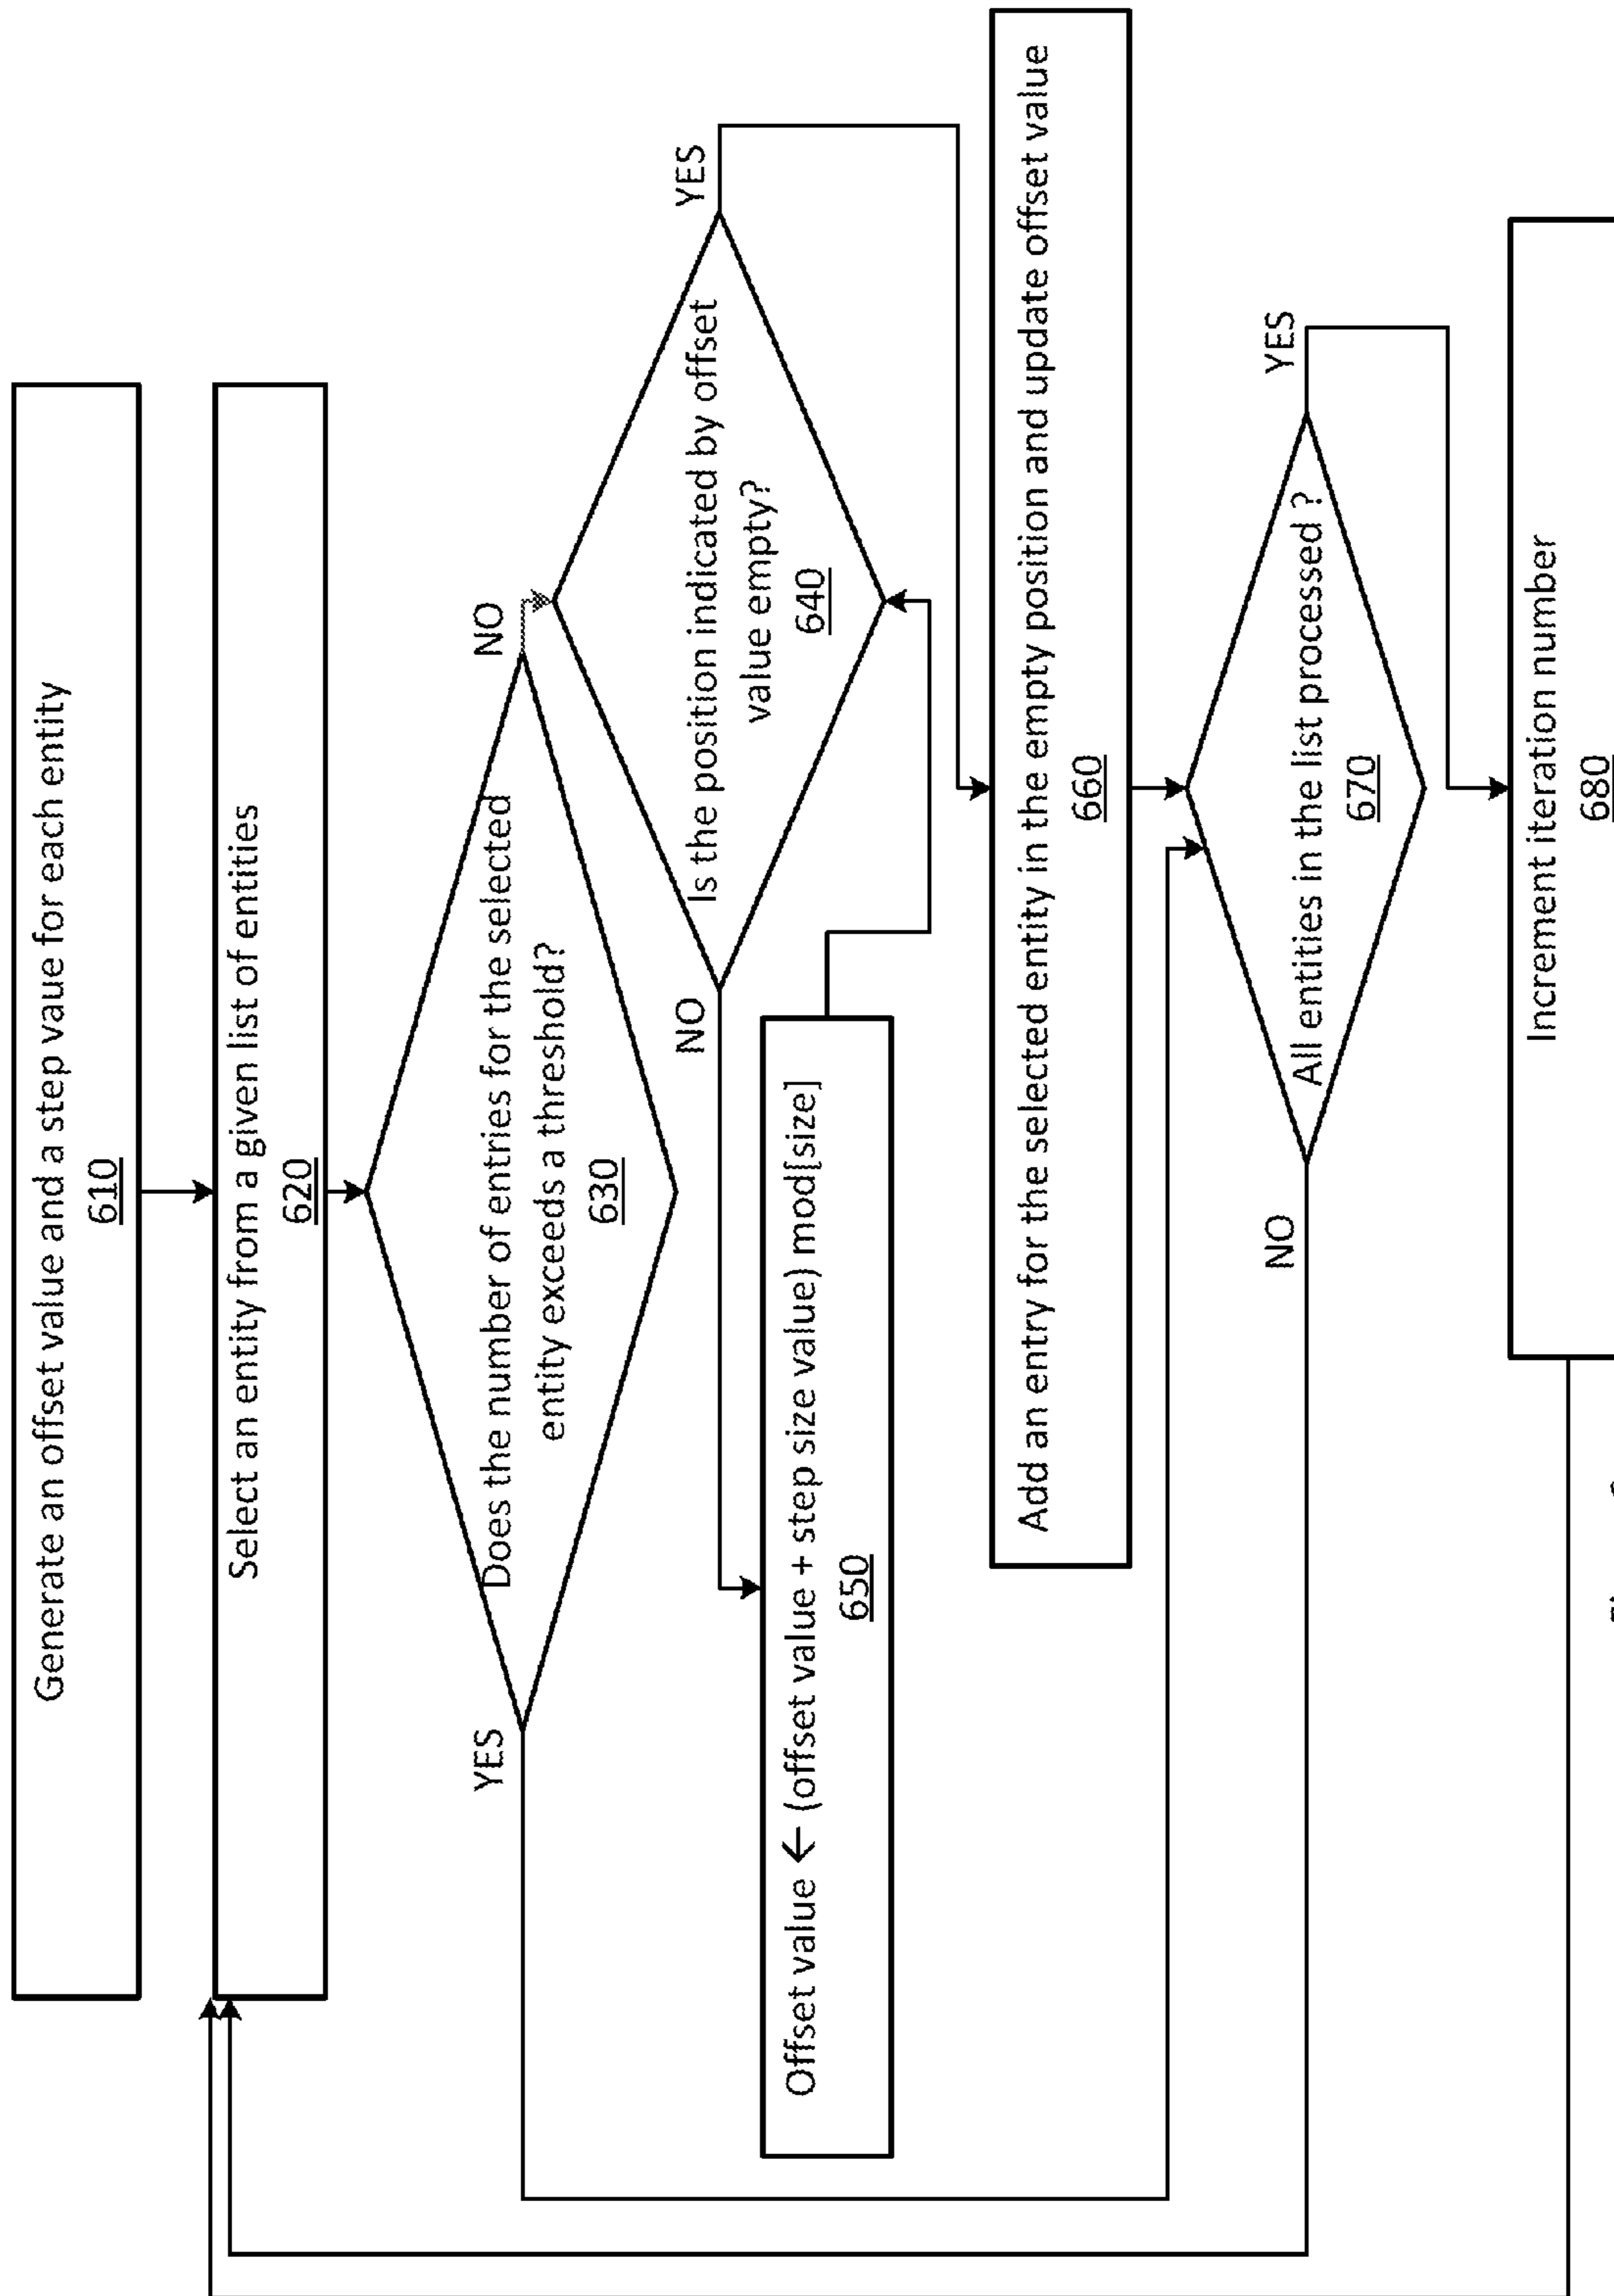 Generate an offset value and a step vaue for each entity
610
Select an entity from a given list of entities
620
Does the number of entries for the selected
entity exceeds a threshold?
630
YES
NO
Is the position indicated by offset
value empty?
640
NO
YES
Offset value ← (offset value + step size value) mod[size]
650
Add an entry for the selected entity in the empty position and update offset value
660
All entities in the list processed ?
670
NO
YES
Increment iteration number
680